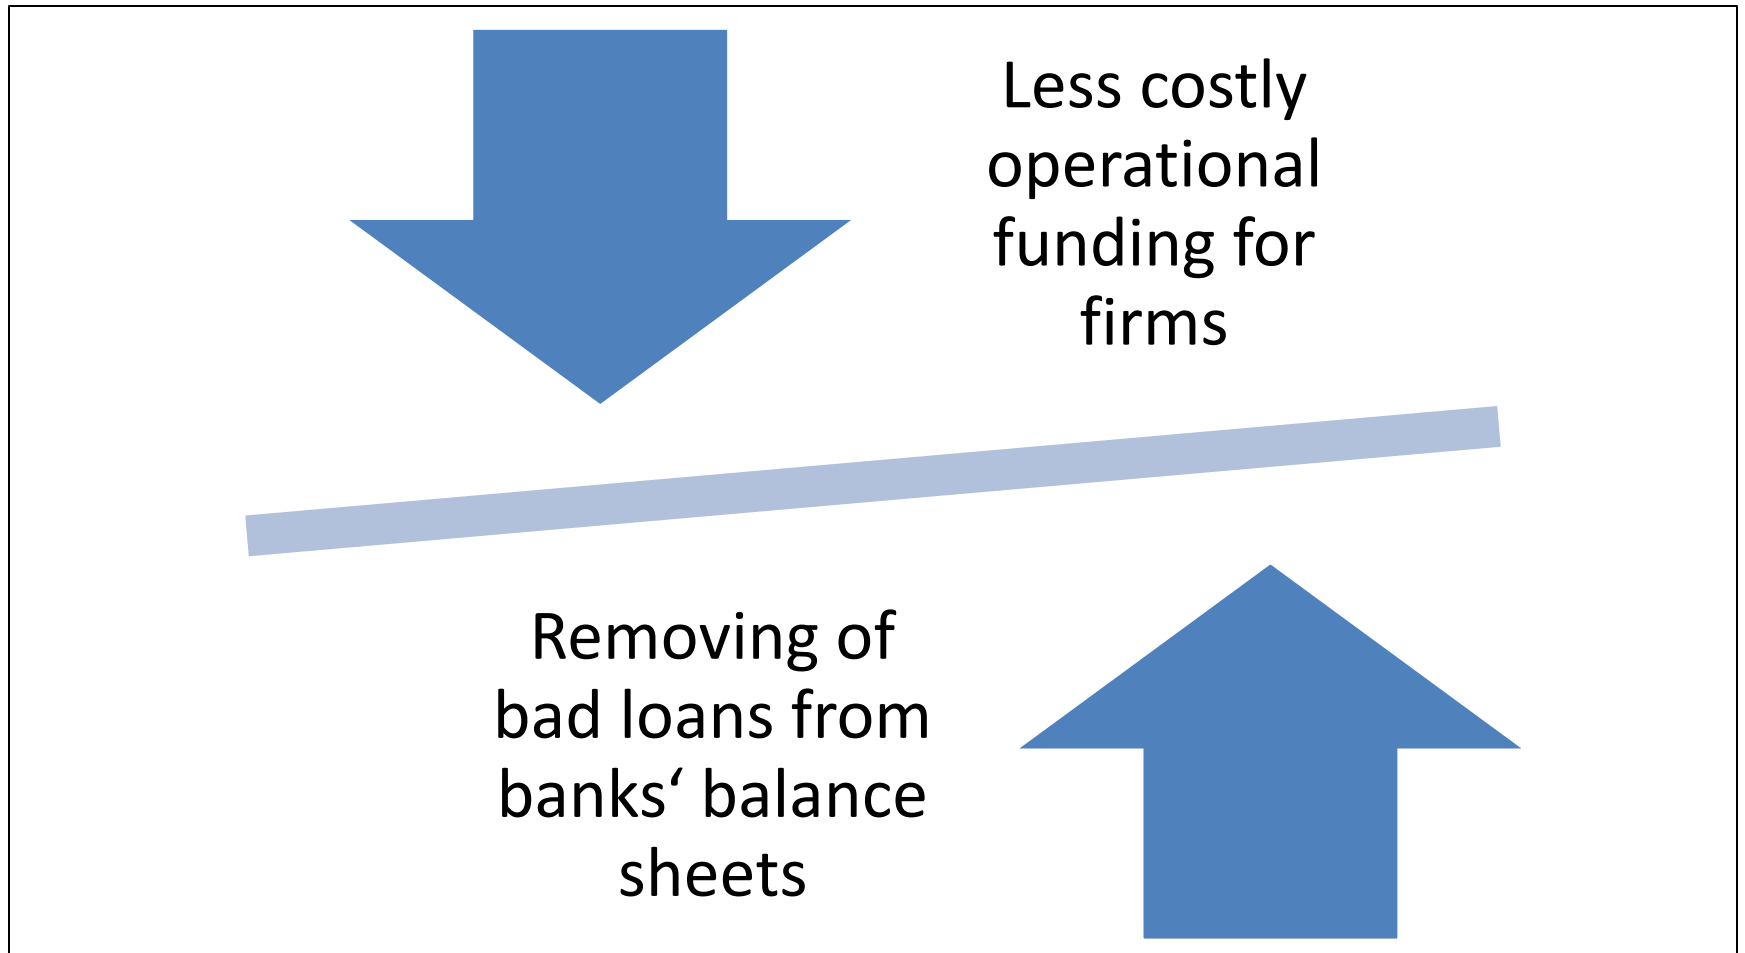 Less costly
operational
funding for
firms
Removing of
bad loans from
banks‘ balance
sheets